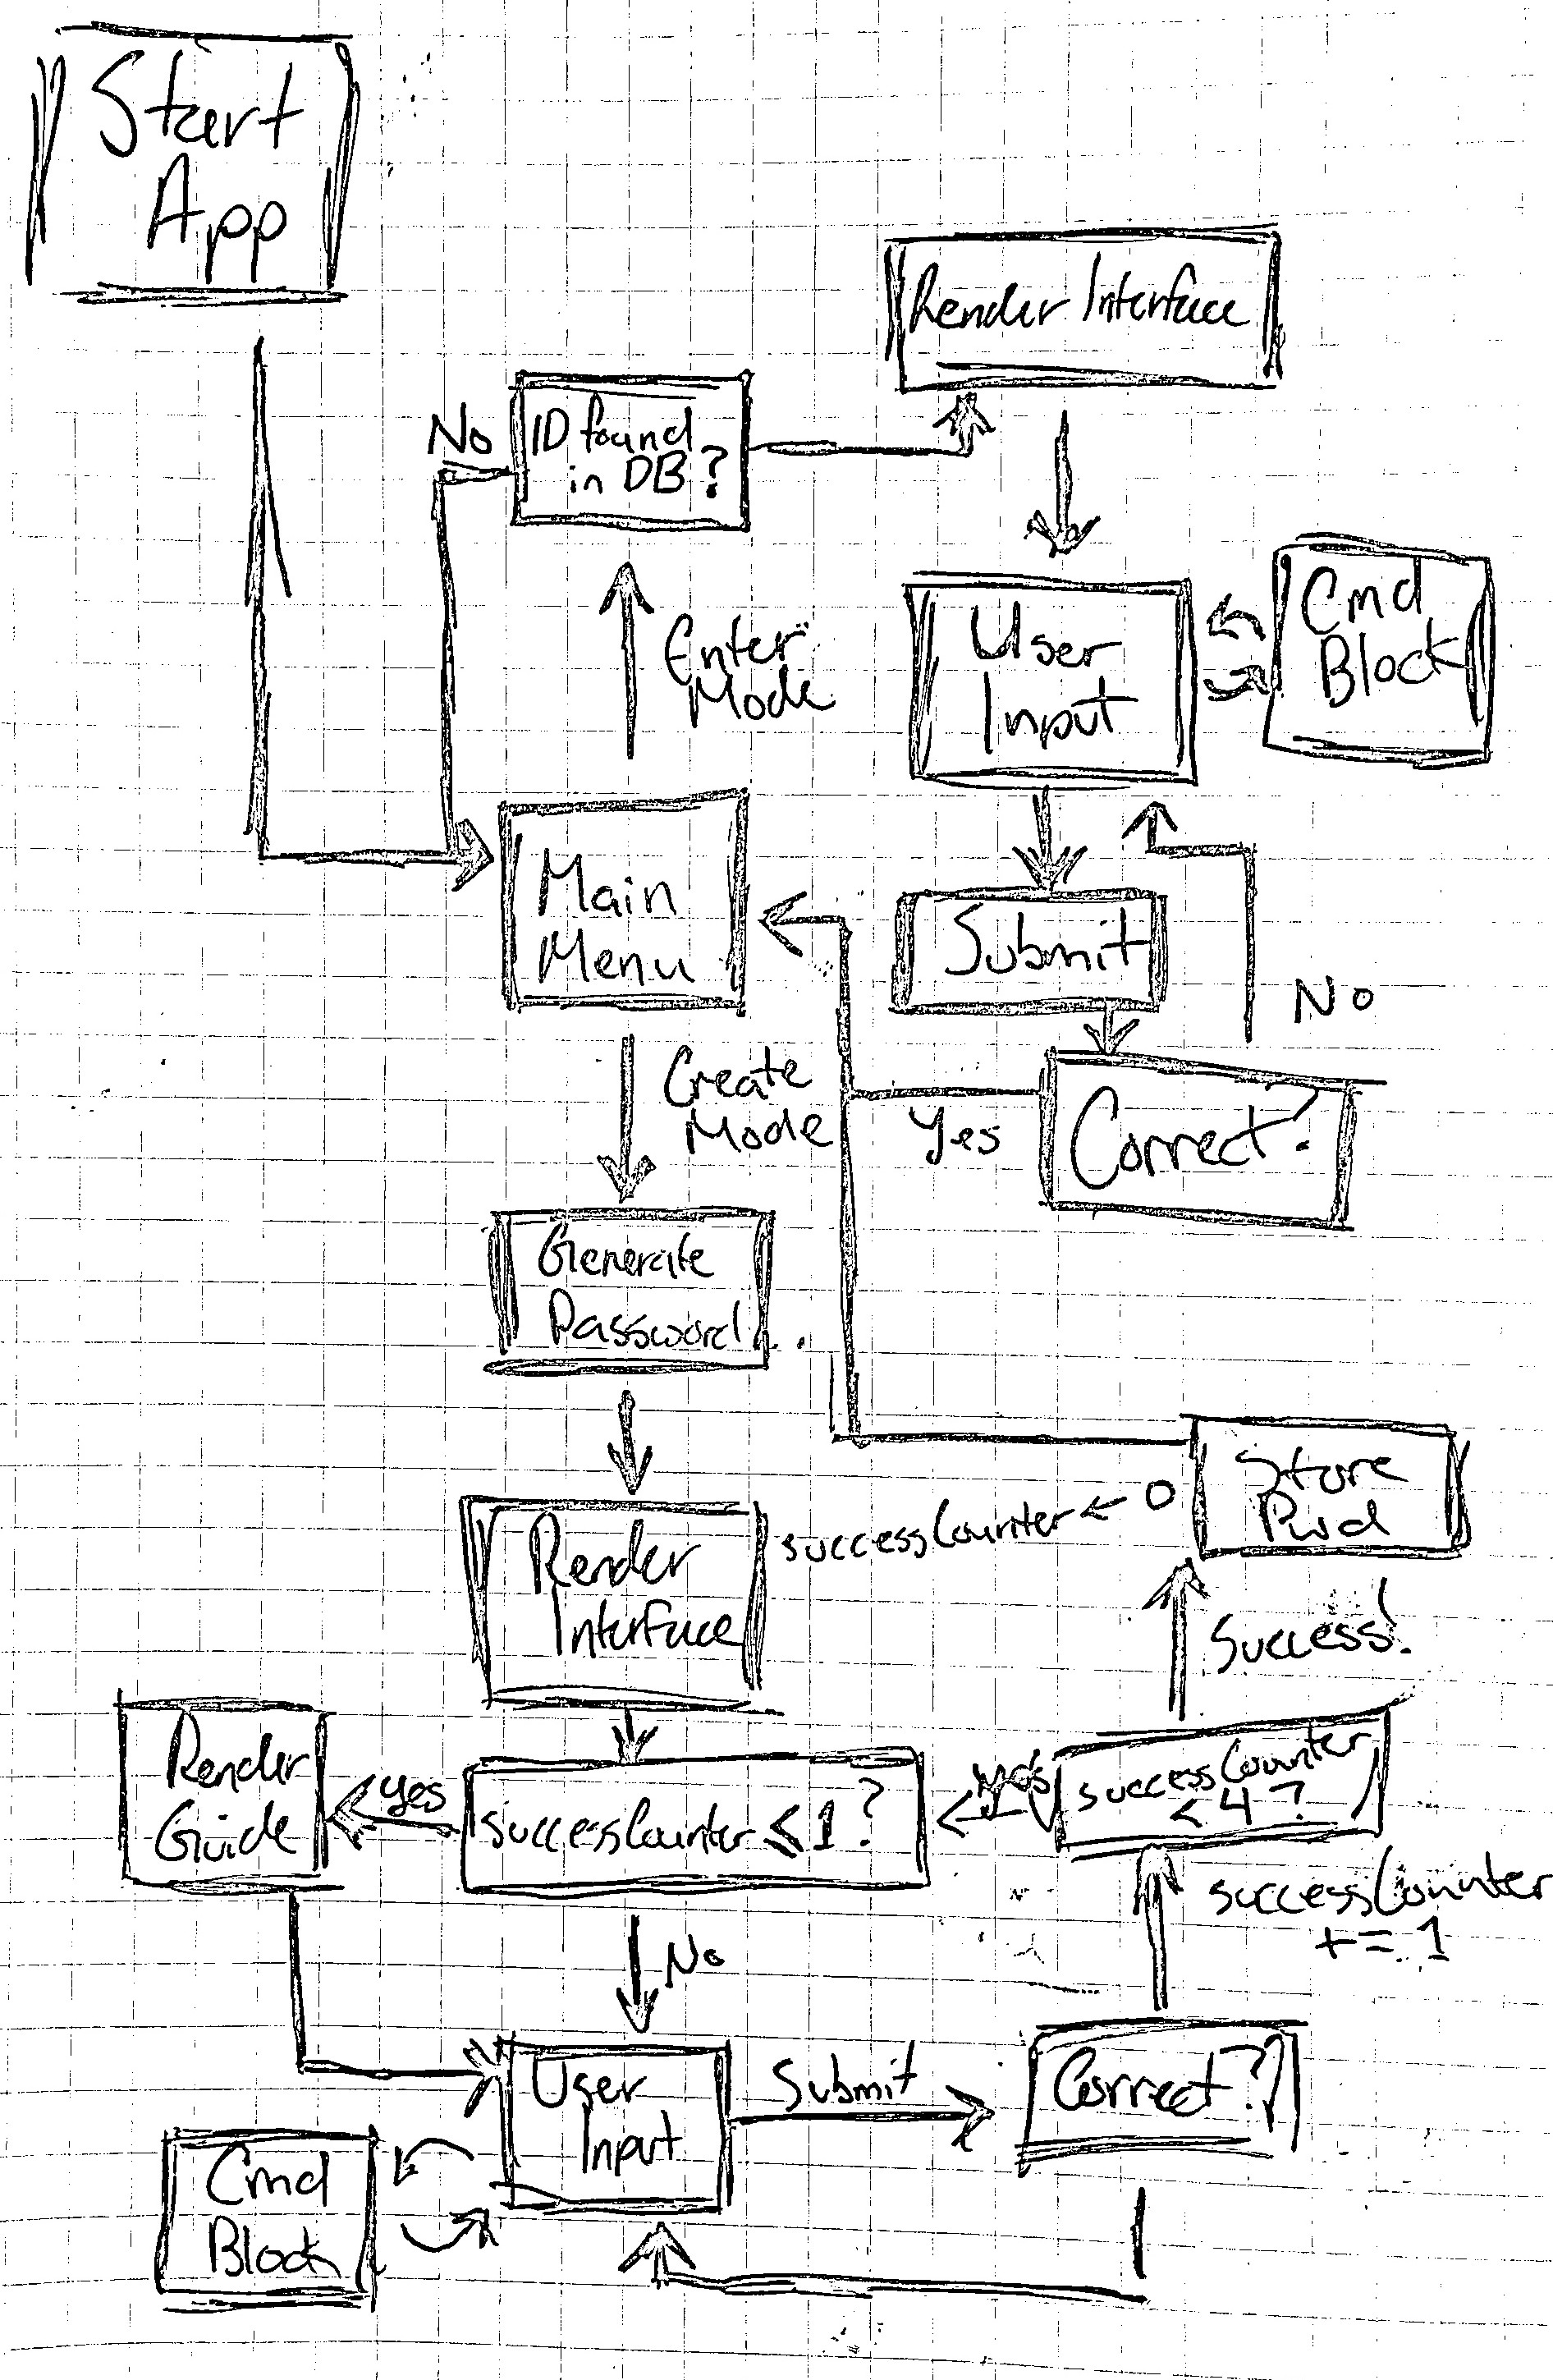 Start
App
Render Interface
No
ID found
in DB?
Enter
Mode
User
Input
Cmd
Block
Main
Menu
Submit
No
Create
Mode
Yes
Correct?
Generate
Password
Store
Pwd
successCounter ← 0
Render
Interface
Success!
Render
Guide
yes
successCounter ≤ 1?
yes
successCounter
< 4?
successCounter
+= 1
No
User
Input
Submit
Correct?
Cmd
Block